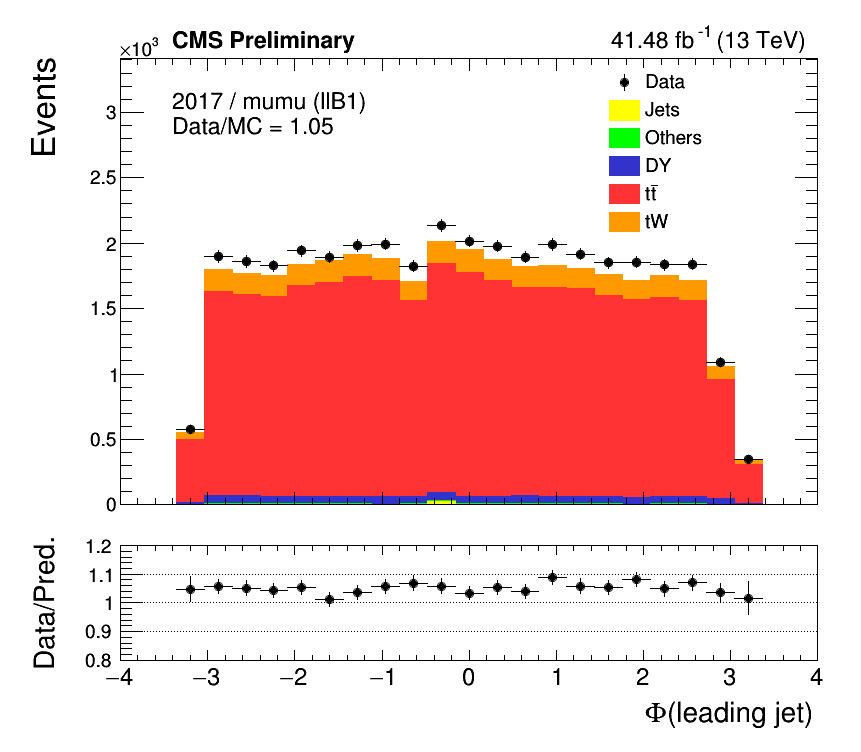 ×10³ CMS Preliminary 41.48 fb⁻¹ (13 TeV)
Events
2017 / mumu (llB1)
Data/MC = 1.05
Data
Jets
Others
DY
tt̄
tW
3
2.5
2
1.5
1
0.5
0
Data/Pred.
1.2
1.1
1
0.9
0.8
−4 −3 −2 −1 0 1 2 3 4
Φ(leading jet)